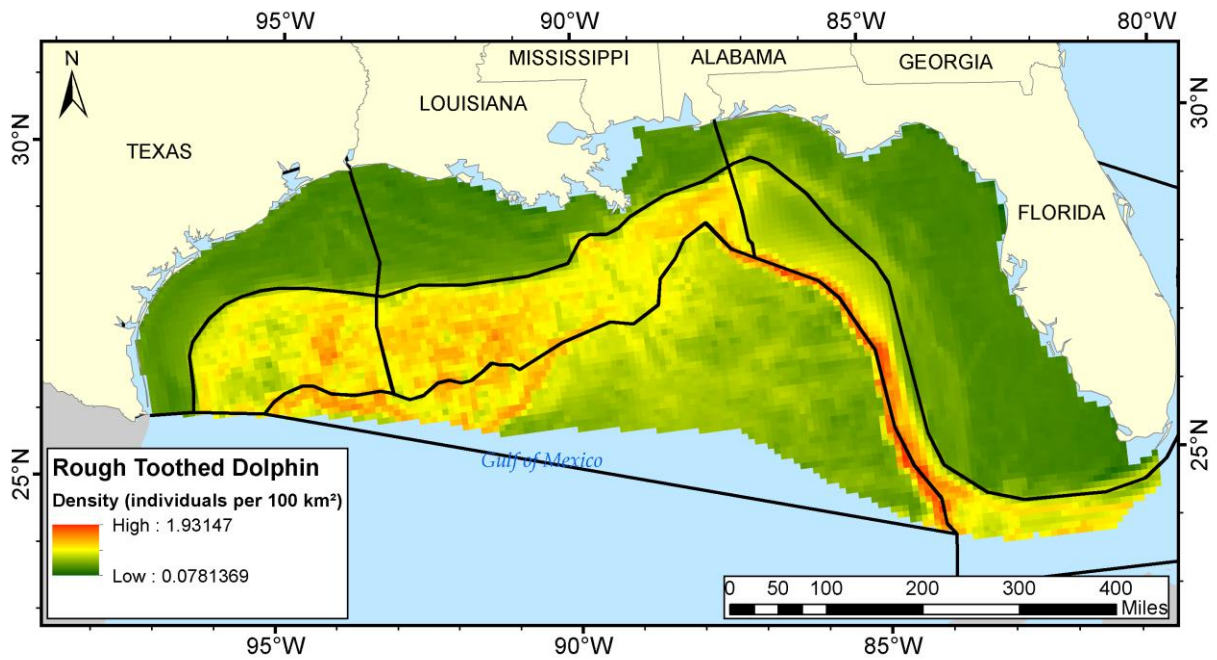 95°W 90°W 85°W 80°W
N
MISSISSIPPI ALABAMA GEORGIA
LOUISIANA
30°N 30°N
TEXAS
FLORIDA
25°N 25°N
Gulf of Mexico
Rough Toothed Dolphin
Density (individuals per 100 km²)
High : 1.93147
Low : 0.0781369
0 50 100 200 300 400
Miles
95°W 90°W 85°W